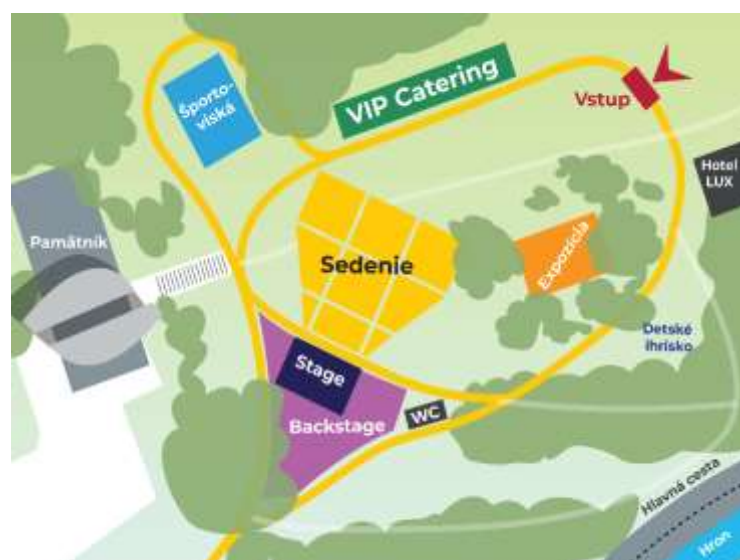 VIP Catering
Vstup
Športo-
viská
Hotel
LUX
Pamätník
Sedenie
Expozícia
Detské
ihrisko
Stage
WC
Backstage
Hlavná cesta
Hron